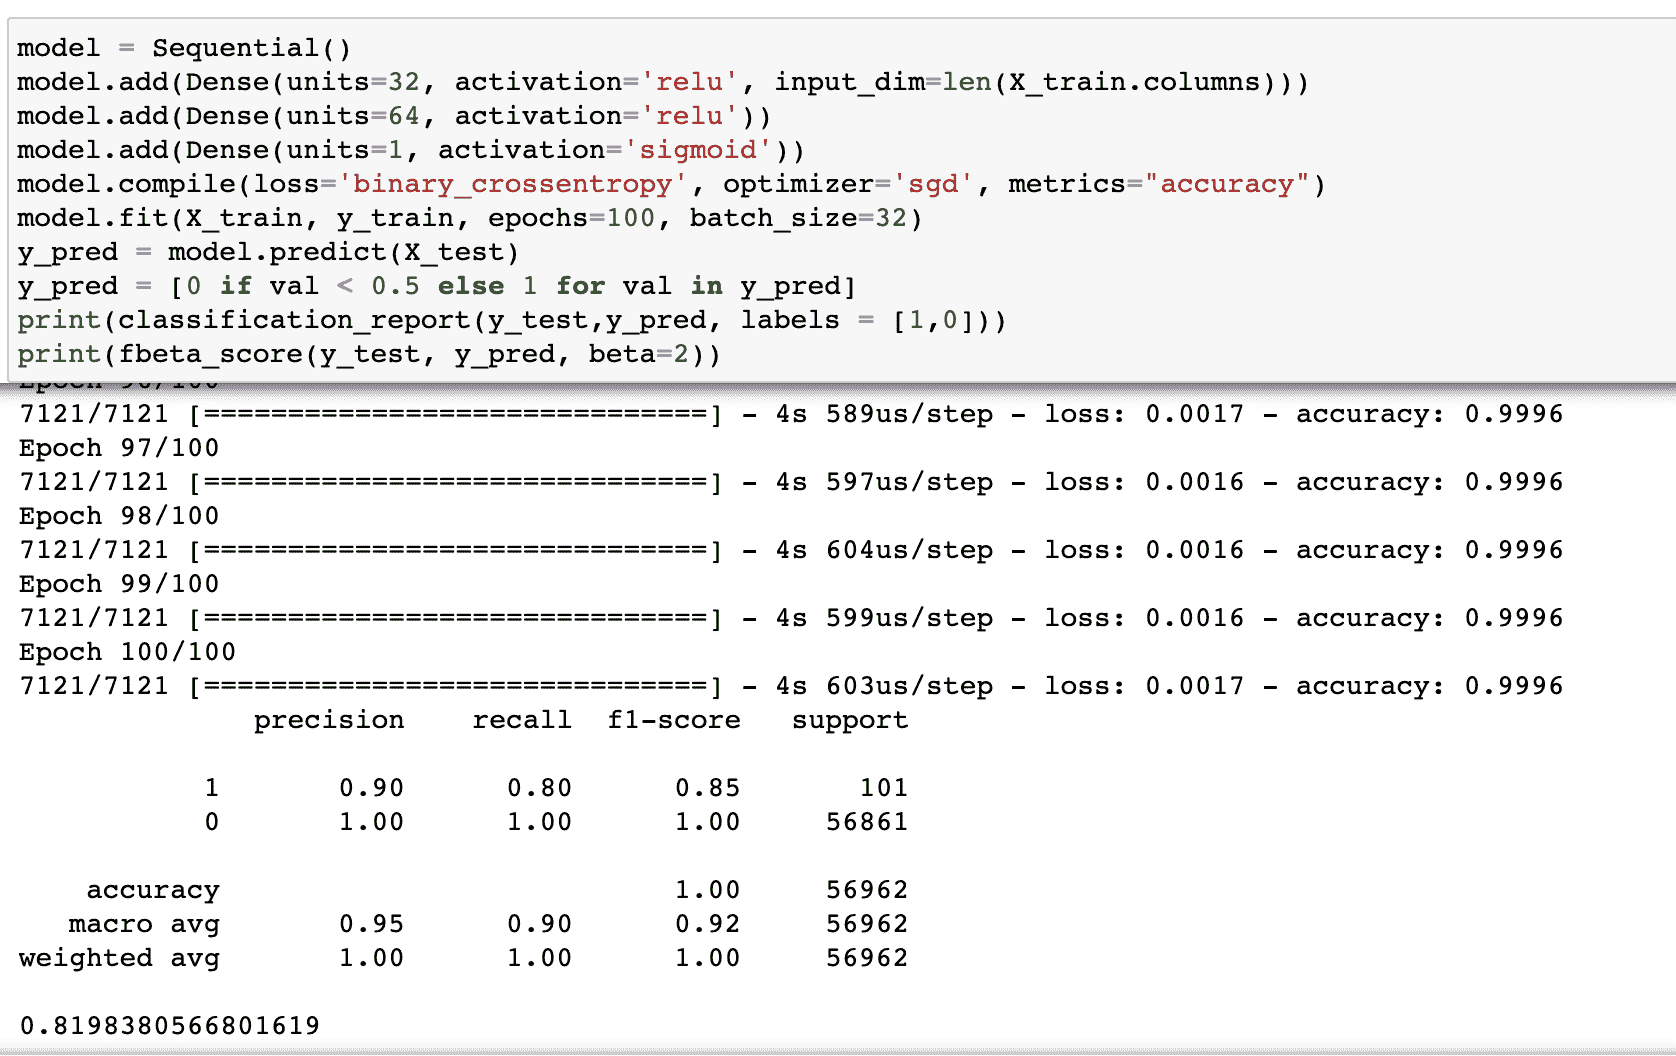 model = Sequential()
model.add(Dense(units=32, activation='relu', input_dim=len(X_train.columns)))
model.add(Dense(units=64, activation='relu'))
model.add(Dense(units=1, activation='sigmoid'))
model.compile(loss='binary_crossentropy', optimizer='sgd', metrics="accuracy")
model.fit(X_train, y_train, epochs=100, batch_size=32)
y_pred = model.predict(X_test)
y_pred = [0 if val < 0.5 else 1 for val in y_pred]
print(classification_report(y_test,y_pred, labels = [1,0]))
print(fbeta_score(y_test, y_pred, beta=2))
Epoch 96/100
7121/7121 [==============================] - 4s 589us/step - loss: 0.0017 - accuracy: 0.9996
Epoch 97/100
7121/7121 [==============================] - 4s 597us/step - loss: 0.0016 - accuracy: 0.9996
Epoch 98/100
7121/7121 [==============================] - 4s 604us/step - loss: 0.0016 - accuracy: 0.9996
Epoch 99/100
7121/7121 [==============================] - 4s 599us/step - loss: 0.0016 - accuracy: 0.9996
Epoch 100/100
7121/7121 [==============================] - 4s 603us/step - loss: 0.0017 - accuracy: 0.9996
precision recall f1-score support
1 0.90 0.80 0.85 101
0 1.00 1.00 1.00 56861
accuracy 1.00 56962
macro avg 0.95 0.90 0.92 56962
weighted avg 1.00 1.00 1.00 56962
0.8198380566801619